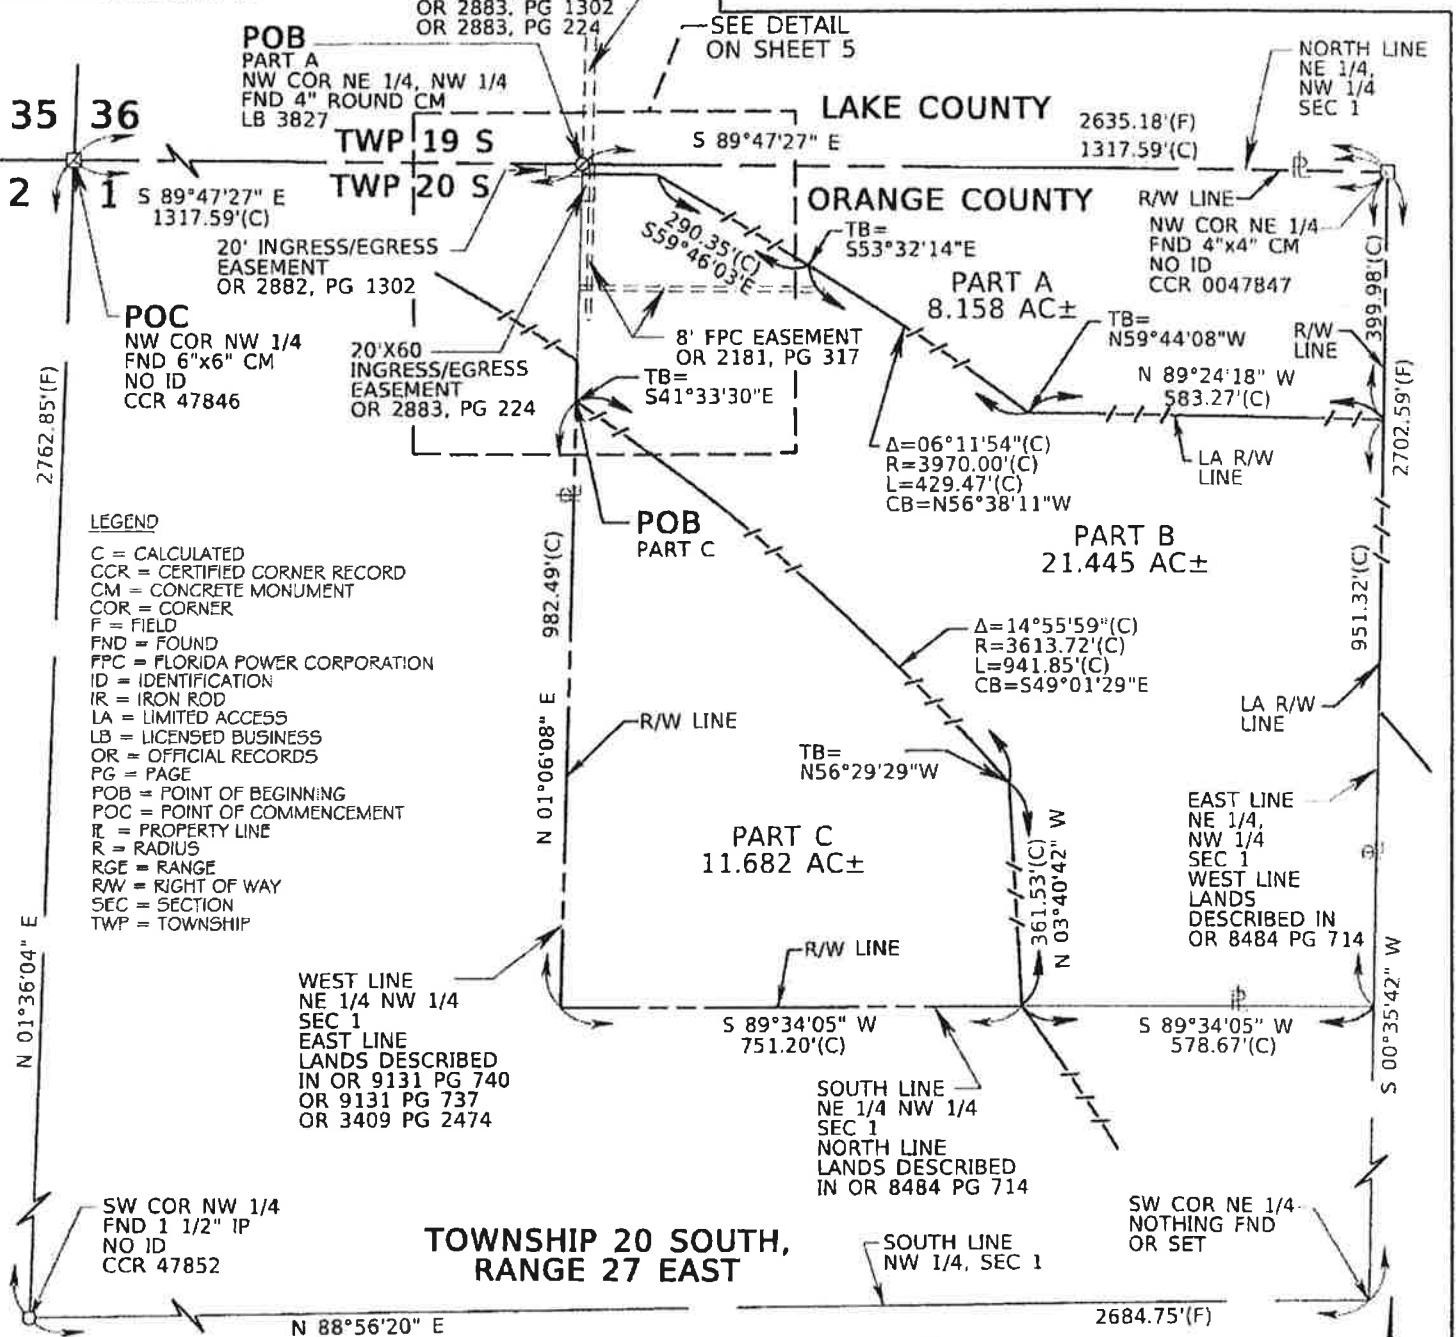 OR 2883, PG 1302
OR 2883, PG 224
POB
PART A
NW COR NE 1/4, NW 1/4
FND 4" ROUND CM
LB 3827
SEE DETAIL
ON SHEET 5
NORTH LINE
NE 1/4,
NW 1/4
SEC 1
35 36
2 1
TWP 19 S
TWP 20 S
LAKE COUNTY
ORANGE COUNTY
S 89°47'27" E
2635.18'(F)
1317.59'(C)
S 89°47'27" E
1317.59'(C)
R/W LINE
NW COR NE 1/4
FND 4"x4" CM
NO ID
CCR 0047847
20' INGRESS/EGRESS
EASEMENT
OR 2882, PG 1302
290.35'(C)
S59°46'03"E
TB=
S53°32'14"E
PART A
8.158 AC±
399.98'(C)
POC
NW COR NW 1/4
FND 6"x6" CM
NO ID
CCR 47846
20'X60
INGRESS/EGRESS
EASEMENT
OR 2883, PG 224
8' FPC EASEMENT
OR 2181, PG 317
TB=
N59°44'08"W
R/W
LINE
TB=
S41°33'30"E
N 89°24'18" W
583.27'(C)
2762.85'(F)
2702.59'(F)
Δ=06°11'54"(C)
R=3970.00'(C)
L=429.47'(C)
CB=N56°38'11"W
LA R/W
LINE
POB
PART C
PART B
21.445 AC±
LEGEND
C = CALCULATED
CCR = CERTIFIED CORNER RECORD
CM = CONCRETE MONUMENT
COR = CORNER
F = FIELD
FND = FOUND
FPC = FLORIDA POWER CORPORATION
ID = IDENTIFICATION
IR = IRON ROD
LA = LIMITED ACCESS
LB = LICENSED BUSINESS
OR = OFFICIAL RECORDS
PG = PAGE
POB = POINT OF BEGINNING
POC = POINT OF COMMENCEMENT
PL = PROPERTY LINE
R = RADIUS
RGE = RANGE
R/W = RIGHT OF WAY
SEC = SECTION
TWP = TOWNSHIP
982.49'(C)
951.32'(C)
Δ=14°55'59"(C)
R=3613.72'(C)
L=941.85'(C)
CB=S49°01'29"E
N 01°06'08" E
R/W LINE
LA R/W
LINE
TB=
N56°29'29"W
PART C
11.682 AC±
361.53'(C)
N 03°40'42" W
EAST LINE
NE 1/4,
NW 1/4
SEC 1
WEST LINE
LANDS
DESCRIBED IN
OR 8484 PG 714
N 01°36'04" E
R/W LINE
WEST LINE
NE 1/4 NW 1/4
SEC 1
EAST LINE
LANDS DESCRIBED
IN OR 9131 PG 740
OR 9131 PG 737
OR 3409 PG 2474
S 89°34'05" W
751.20'(C)
S 89°34'05" W
578.67'(C)
S 00°35'42" W
SOUTH LINE
NE 1/4 NW 1/4
SEC 1
NORTH LINE
LANDS DESCRIBED
IN OR 8484 PG 714
SW COR NW 1/4
FND 1 1/2" IP
NO ID
CCR 47852
TOWNSHIP 20 SOUTH,
RANGE 27 EAST
SOUTH LINE
NW 1/4, SEC 1
SW COR NE 1/4
NOTHING FND
OR SET
N 88°56'20" E
2684.75'(F)